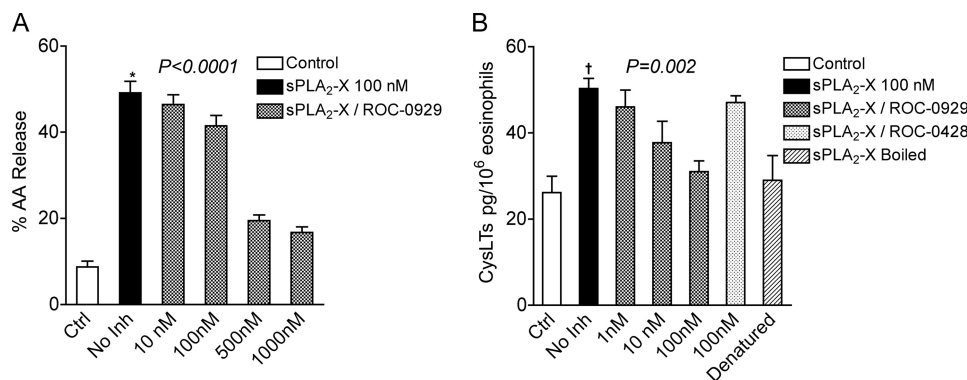 A
% AA Release
60
40
20
0
P<0.0001
*
Control
sPLA₂-X 100 nM
sPLA₂-X / ROC-0929
Ctrl
No Inh
10 nM
100nM
500nM
1000nM
B
CysLTs pg/10⁶ eosinophils
60
40
20
0
P=0.002
†
Control
sPLA₂-X 100 nM
sPLA₂-X / ROC-0929
sPLA₂-X / ROC-0428
sPLA₂-X Boiled
Ctrl
No Inh
1nM
10 nM
100nM
100nM
Denatured